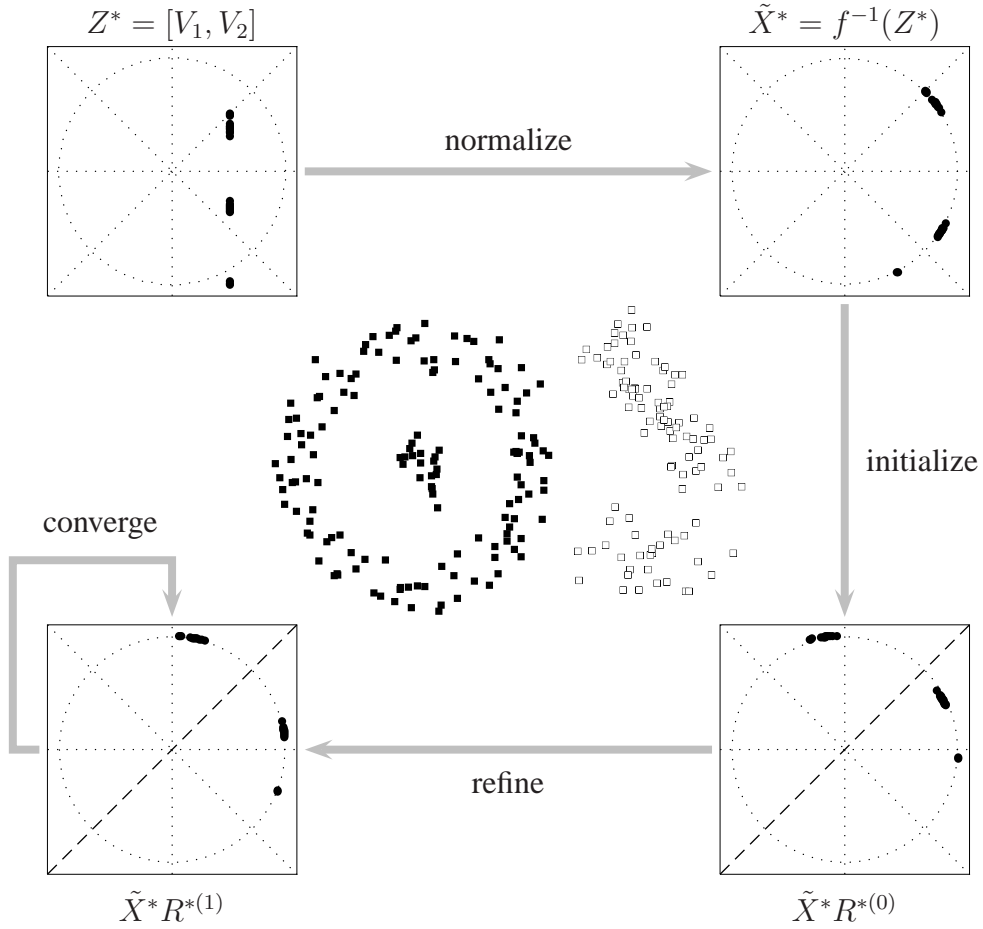 Z* = [V₁, V₂]
X̃* = f⁻¹(Z*)
normalize
initialize
converge
refine
X̃*R*⁽¹⁾
X̃*R*⁽⁰⁾